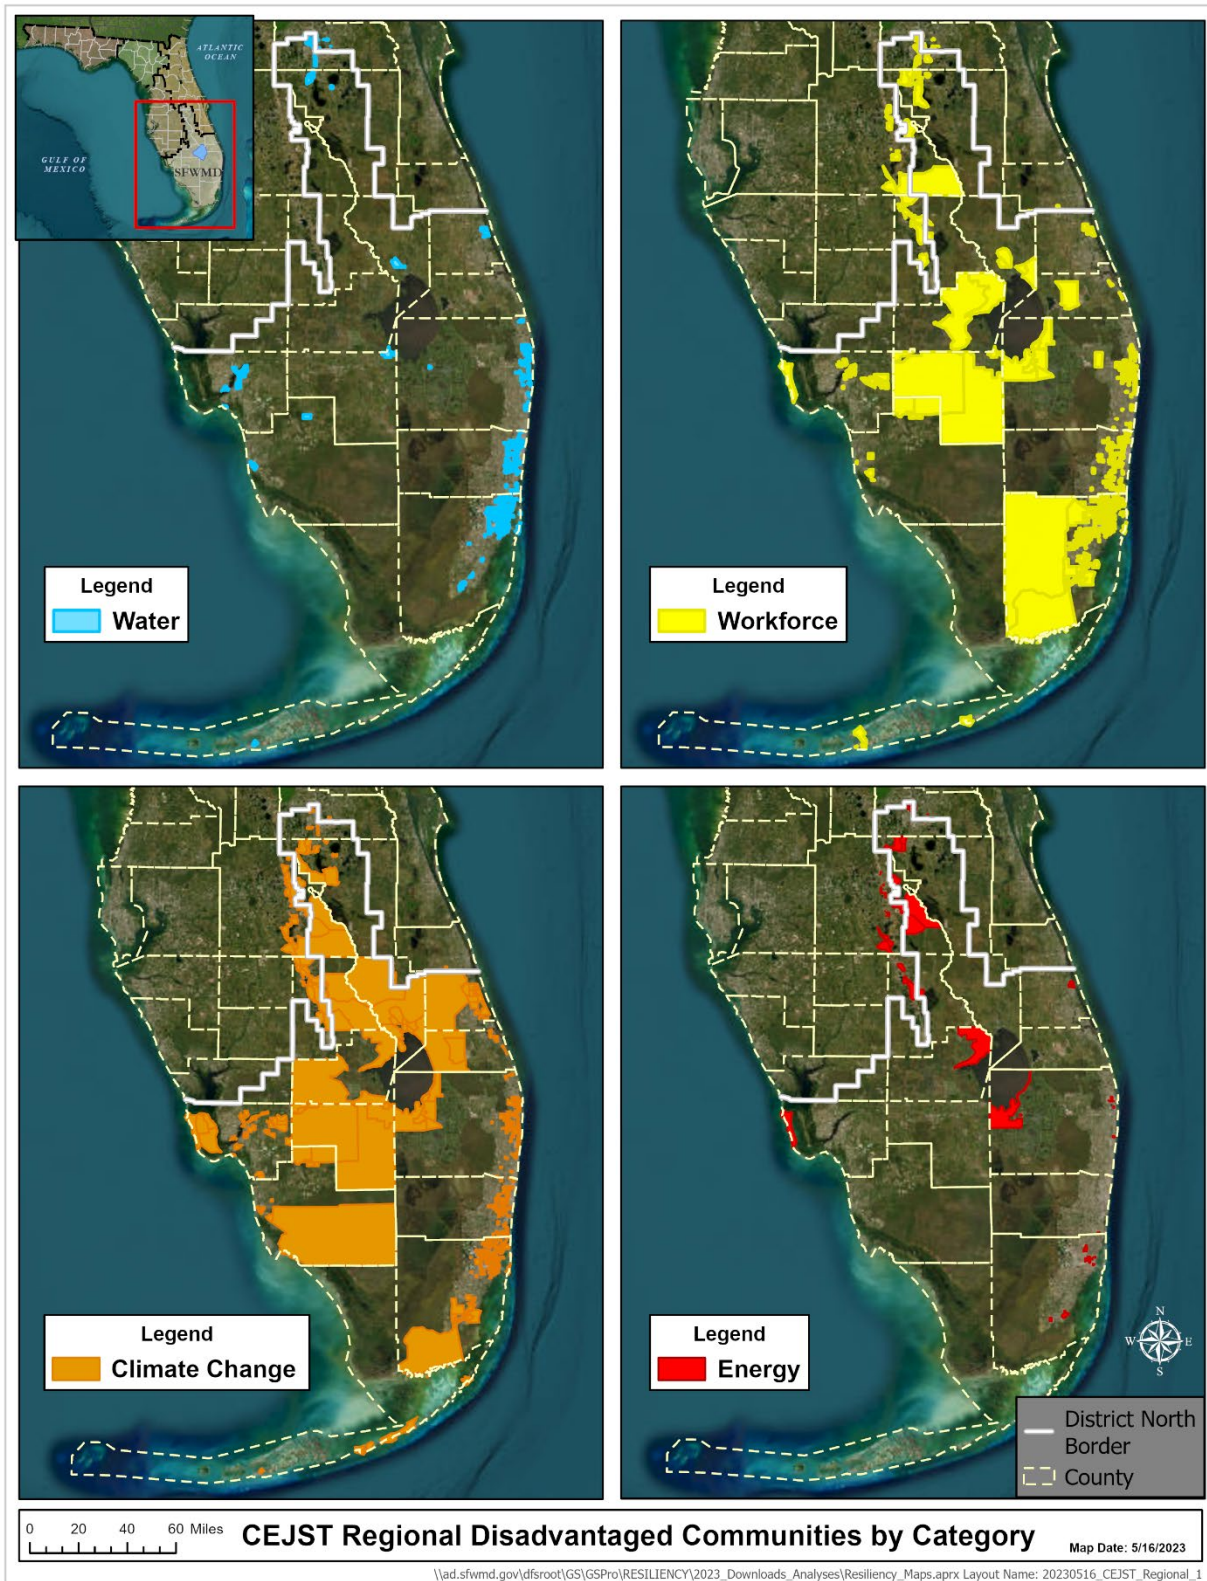 ATLANTIC
OCEAN
GULF OF
MEXICO
SFWMD
Legend
Water
Legend
Workforce
Legend
Climate Change
Legend
Energy
N
W E
S
District North
Border
County
0 20 40 60 Miles
CEJST Regional Disadvantaged Communities by Category
Map Date: 5/16/2023
\\ad.sfwmd.gov\dfsroot\GS\GSPro\RESILIENCY\2023_Downloads_Analyses\Resiliency_Maps.aprx Layout Name: 20230516_CEJST_Regional_1